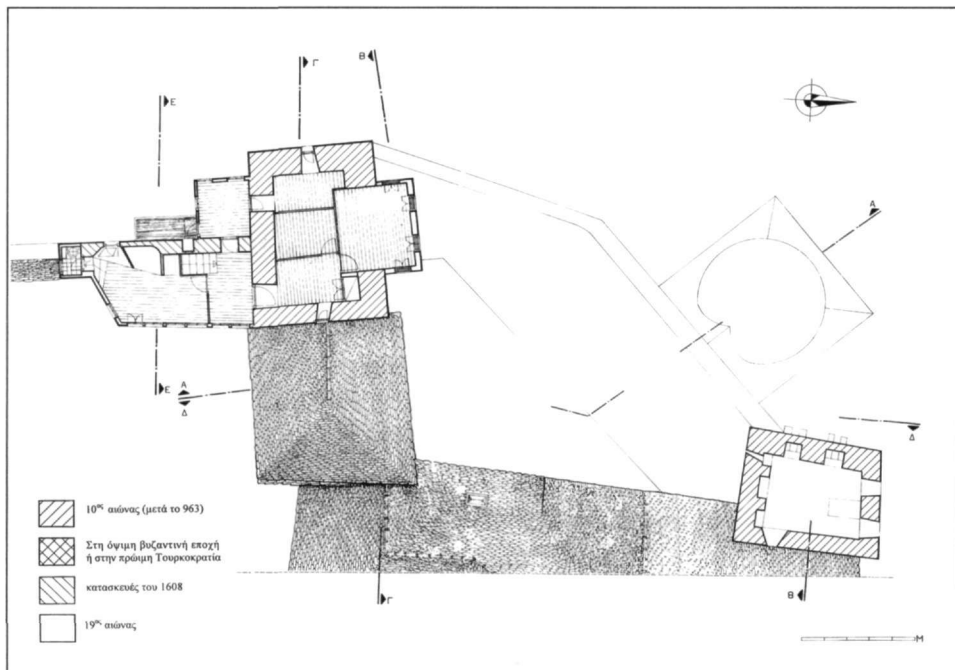 Γ
Β
Ε
Α
Ε
Α
Δ
Δ
10ος αιώνας (μετά το 963)
Στη όψιμη βυζαντινή εποχή
ή στην πρώιμη Τουρκοκρατία
κατασκευές του 1608
19ος αιώνας
Γ
Β
Μ